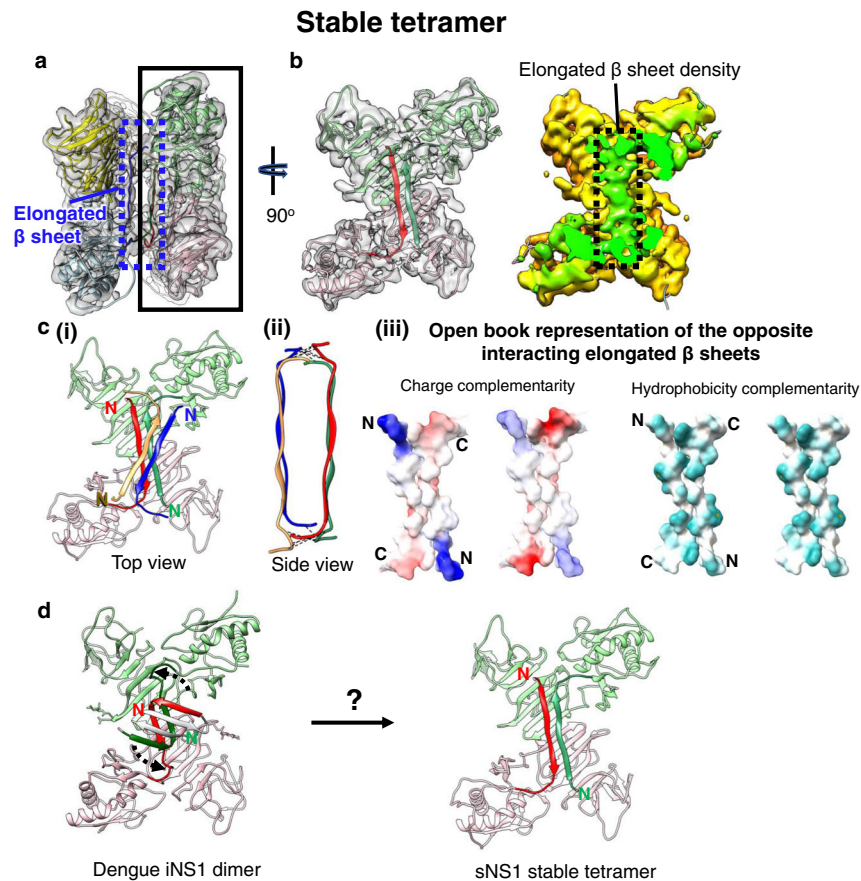 Stable tetramer
a
b
Elongated β sheet density
Elongated
β sheet
90º
c (i)
(ii)
(iii)
Open book representation of the opposite
interacting elongated β sheets
Charge complementarity
Hydrophobicity complementarity
N
N
N
N
Top view
Side view
N
C
C
N
N
C
C
N
d
N
N
?
N
N
Dengue iNS1 dimer
sNS1 stable tetramer